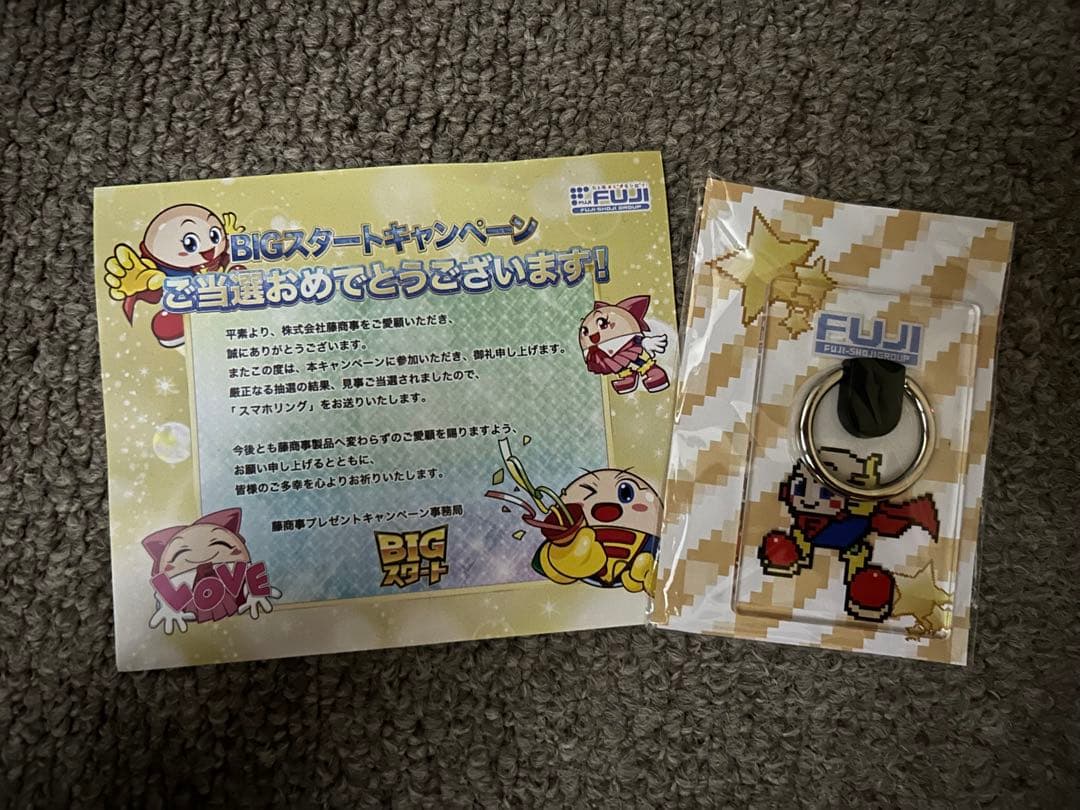 FUJI
FUJI
FUJI-SHOJI GROUP
BIGスタートキャンペーン
ご当選おめでとうございます!
平素より、株式会社藤商事をご愛顧いただき、
誠にありがとうございます。
またこの度は、本キャンペーンに参加いただき、御礼申し上げます。
厳正なる抽選の結果、見事ご当選されましたので、
「スマホリング」をお送りいたします。
今後とも藤商事製品へ変わらずのご愛顧を賜りますよう、
お願い申し上げるとともに、
皆様のご多幸を心よりお祈りいたします。
藤商事プレゼントキャンペーン事務局
BIG
スタート
LOVE
FUJI
FUJI-SHOJI GROUP